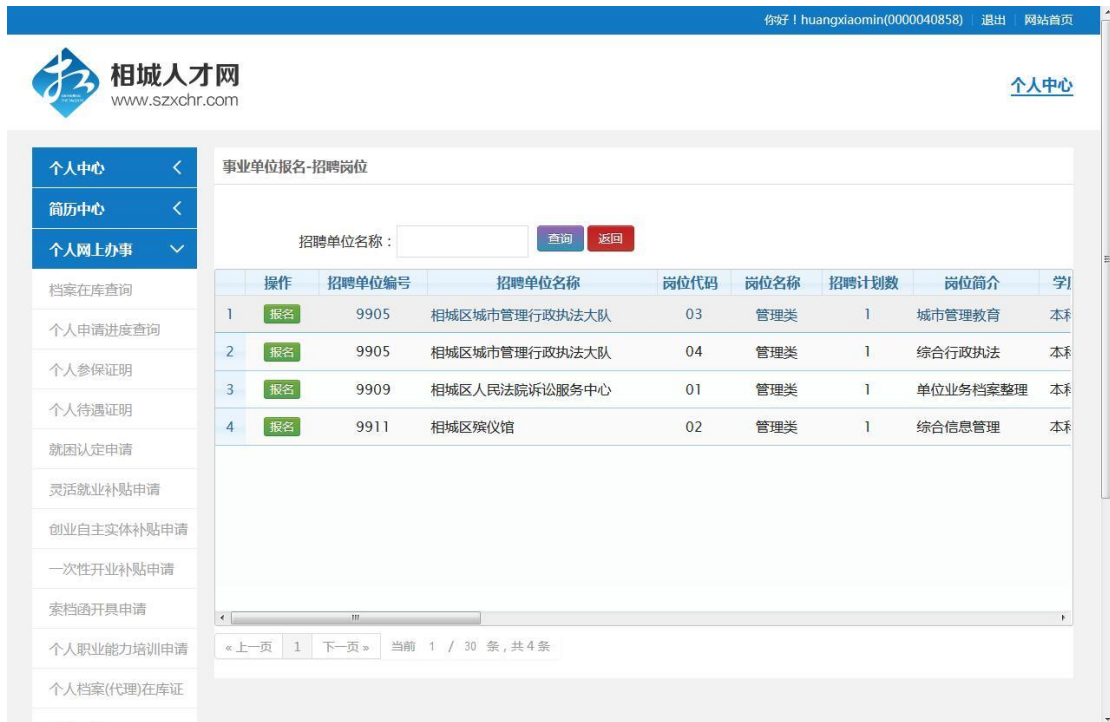 你好！huangxiaomin(0000040858) 退出 网站首页
相城人才网
www.szxchr.com
个人中心
个人中心
简历中心
个人网上办事
档案在库查询
个人申请进度查询
个人参保证明
个人待遇证明
就困认定申请
灵活就业补贴申请
创业自主实体补贴申请
一次性开业补贴申请
索档函开具申请
个人职业能力培训申请
个人档案(代理)在库证
事业单位报名-招聘岗位
招聘单位名称： 查询 返回
操作 招聘单位编号 招聘单位名称 岗位代码 岗位名称 招聘计划数 岗位简介 学
1 报名 9905 相城区城市管理行政执法大队 03 管理类 1 城市管理教育 本科
2 报名 9905 相城区城市管理行政执法大队 04 管理类 1 综合行政执法 本科
3 报名 9909 相城区人民法院诉讼服务中心 01 管理类 1 单位业务档案整理 本科
4 报名 9911 相城区殡仪馆 02 管理类 1 综合信息管理 本科
«上一页 1 下一页» 当前 1 / 30 条，共4条